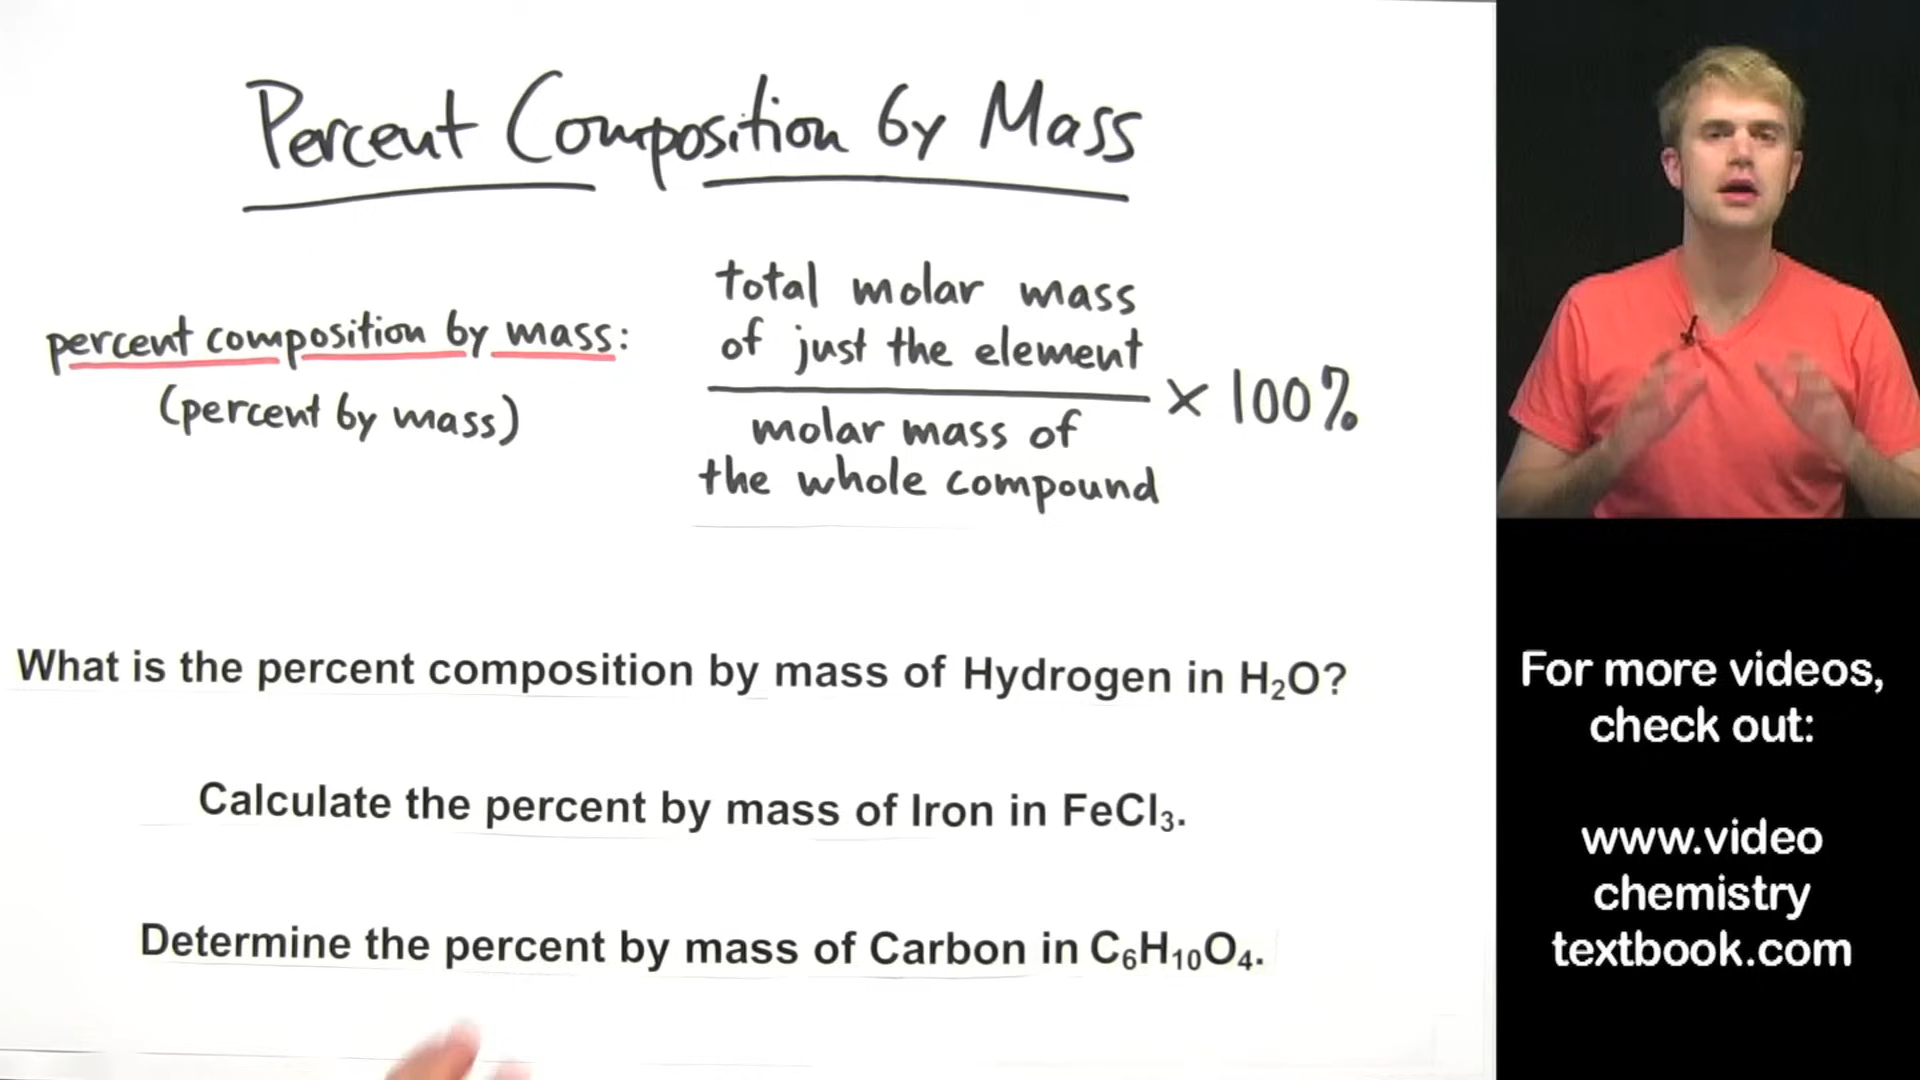 Percent Composition by Mass
percent composition by mass:
(percent by mass)
total molar mass
of just the element
molar mass of
the whole compound
× 100%
What is the percent composition by mass of Hydrogen in H₂O?
Calculate the percent by mass of Iron in FeCl₃.
Determine the percent by mass of Carbon in C₆H₁₀O₄.
For more videos,
check out:
www.video
chemistry
textbook.com